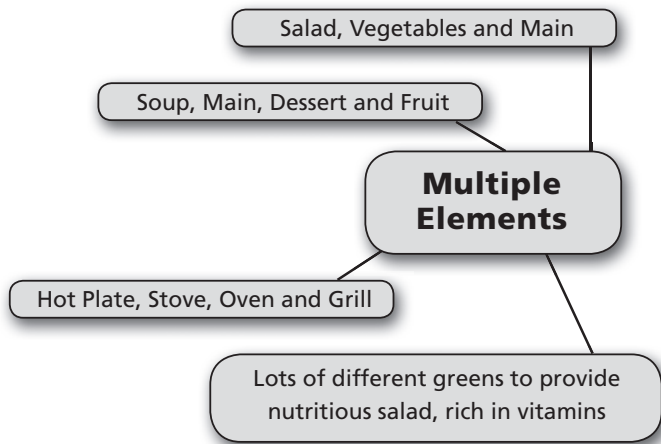 Salad, Vegetables and Main
Soup, Main, Dessert and Fruit
Multiple
Elements
Hot Plate, Stove, Oven and Grill
Lots of different greens to provide
nutritious salad, rich in vitamins